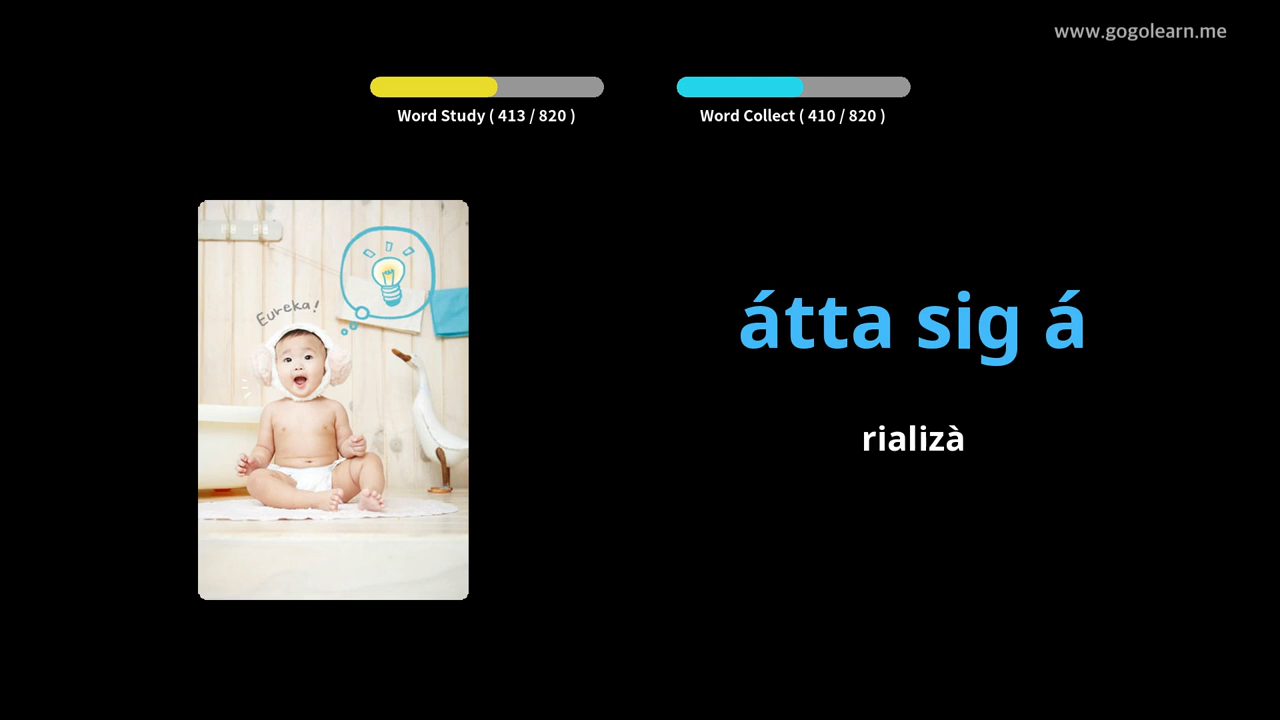 www.gogolearn.me
Word Study ( 413 / 820 )
Word Collect ( 410 / 820 )
Eureka!
átta sig á
rializà